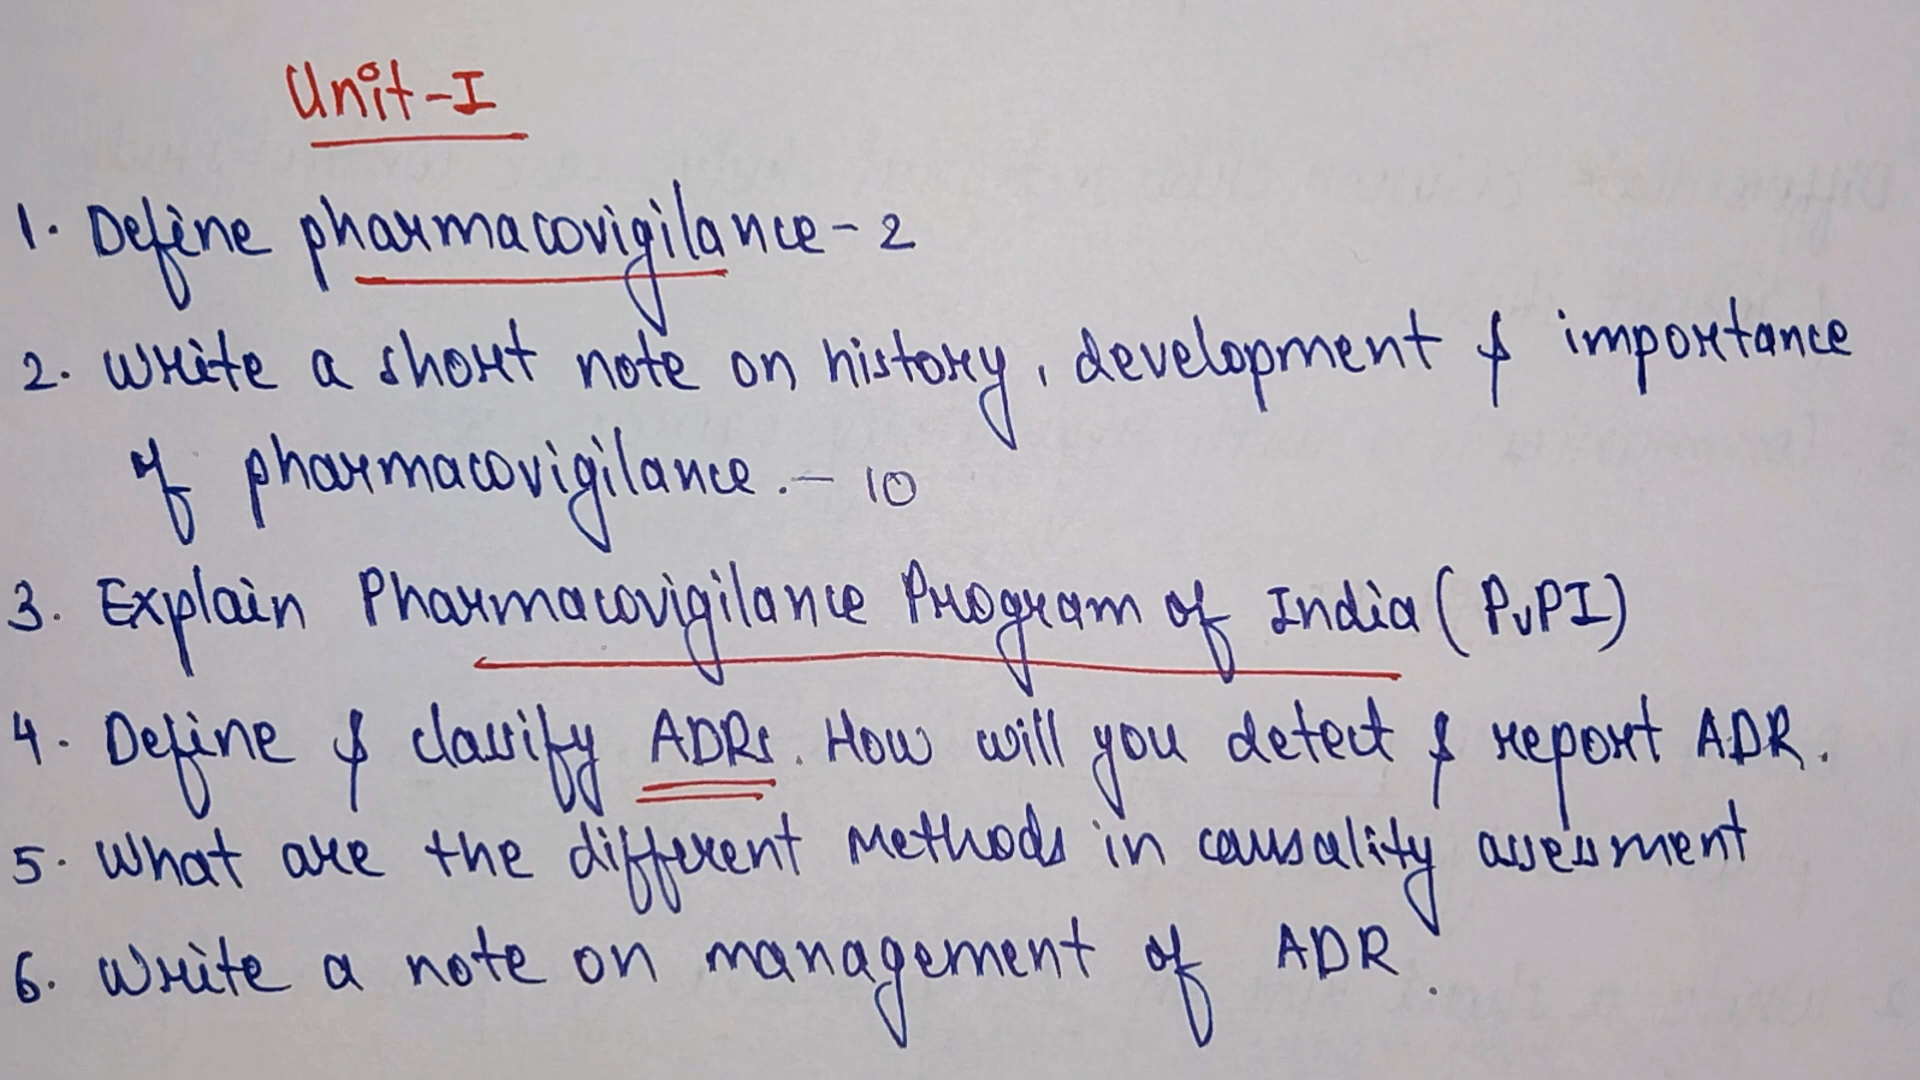 Unit-I
1. Define pharmacovigilance - 2
2. Write a short note on history, development & importance
of pharmacovigilance. - 10
3. Explain Pharmacovigilance Program of India (PvPI)
4. Define & classify ADRs. How will you detect & report ADR.
5. What are the different methods in causality assessment
6. Write a note on management of ADR.